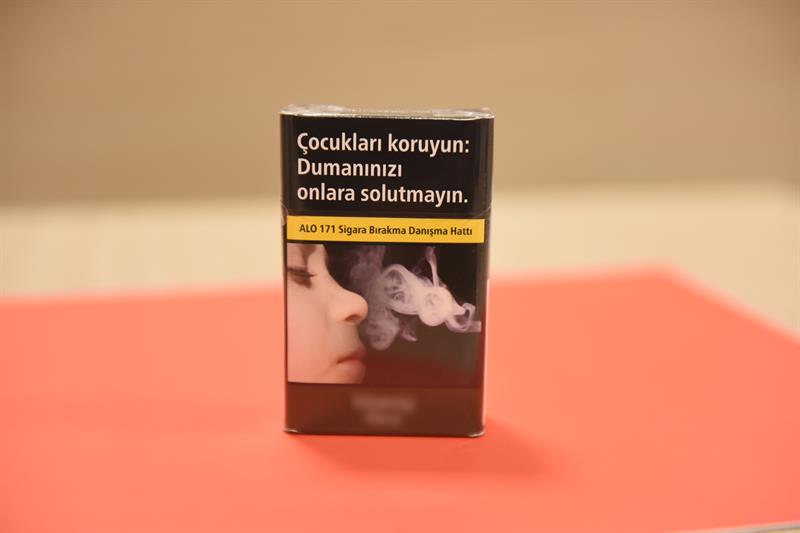 Çocukları koruyun:
Dumanınızı
onlara solutmayın.
ALO 171 Sigara Bırakma Danışma Hattı